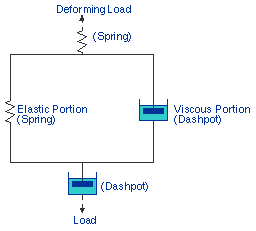 Deforming Load
(Spring)
Elastic Portion
(Spring)
Viscous Portion
(Dashpot)
(Dashpot)
Load